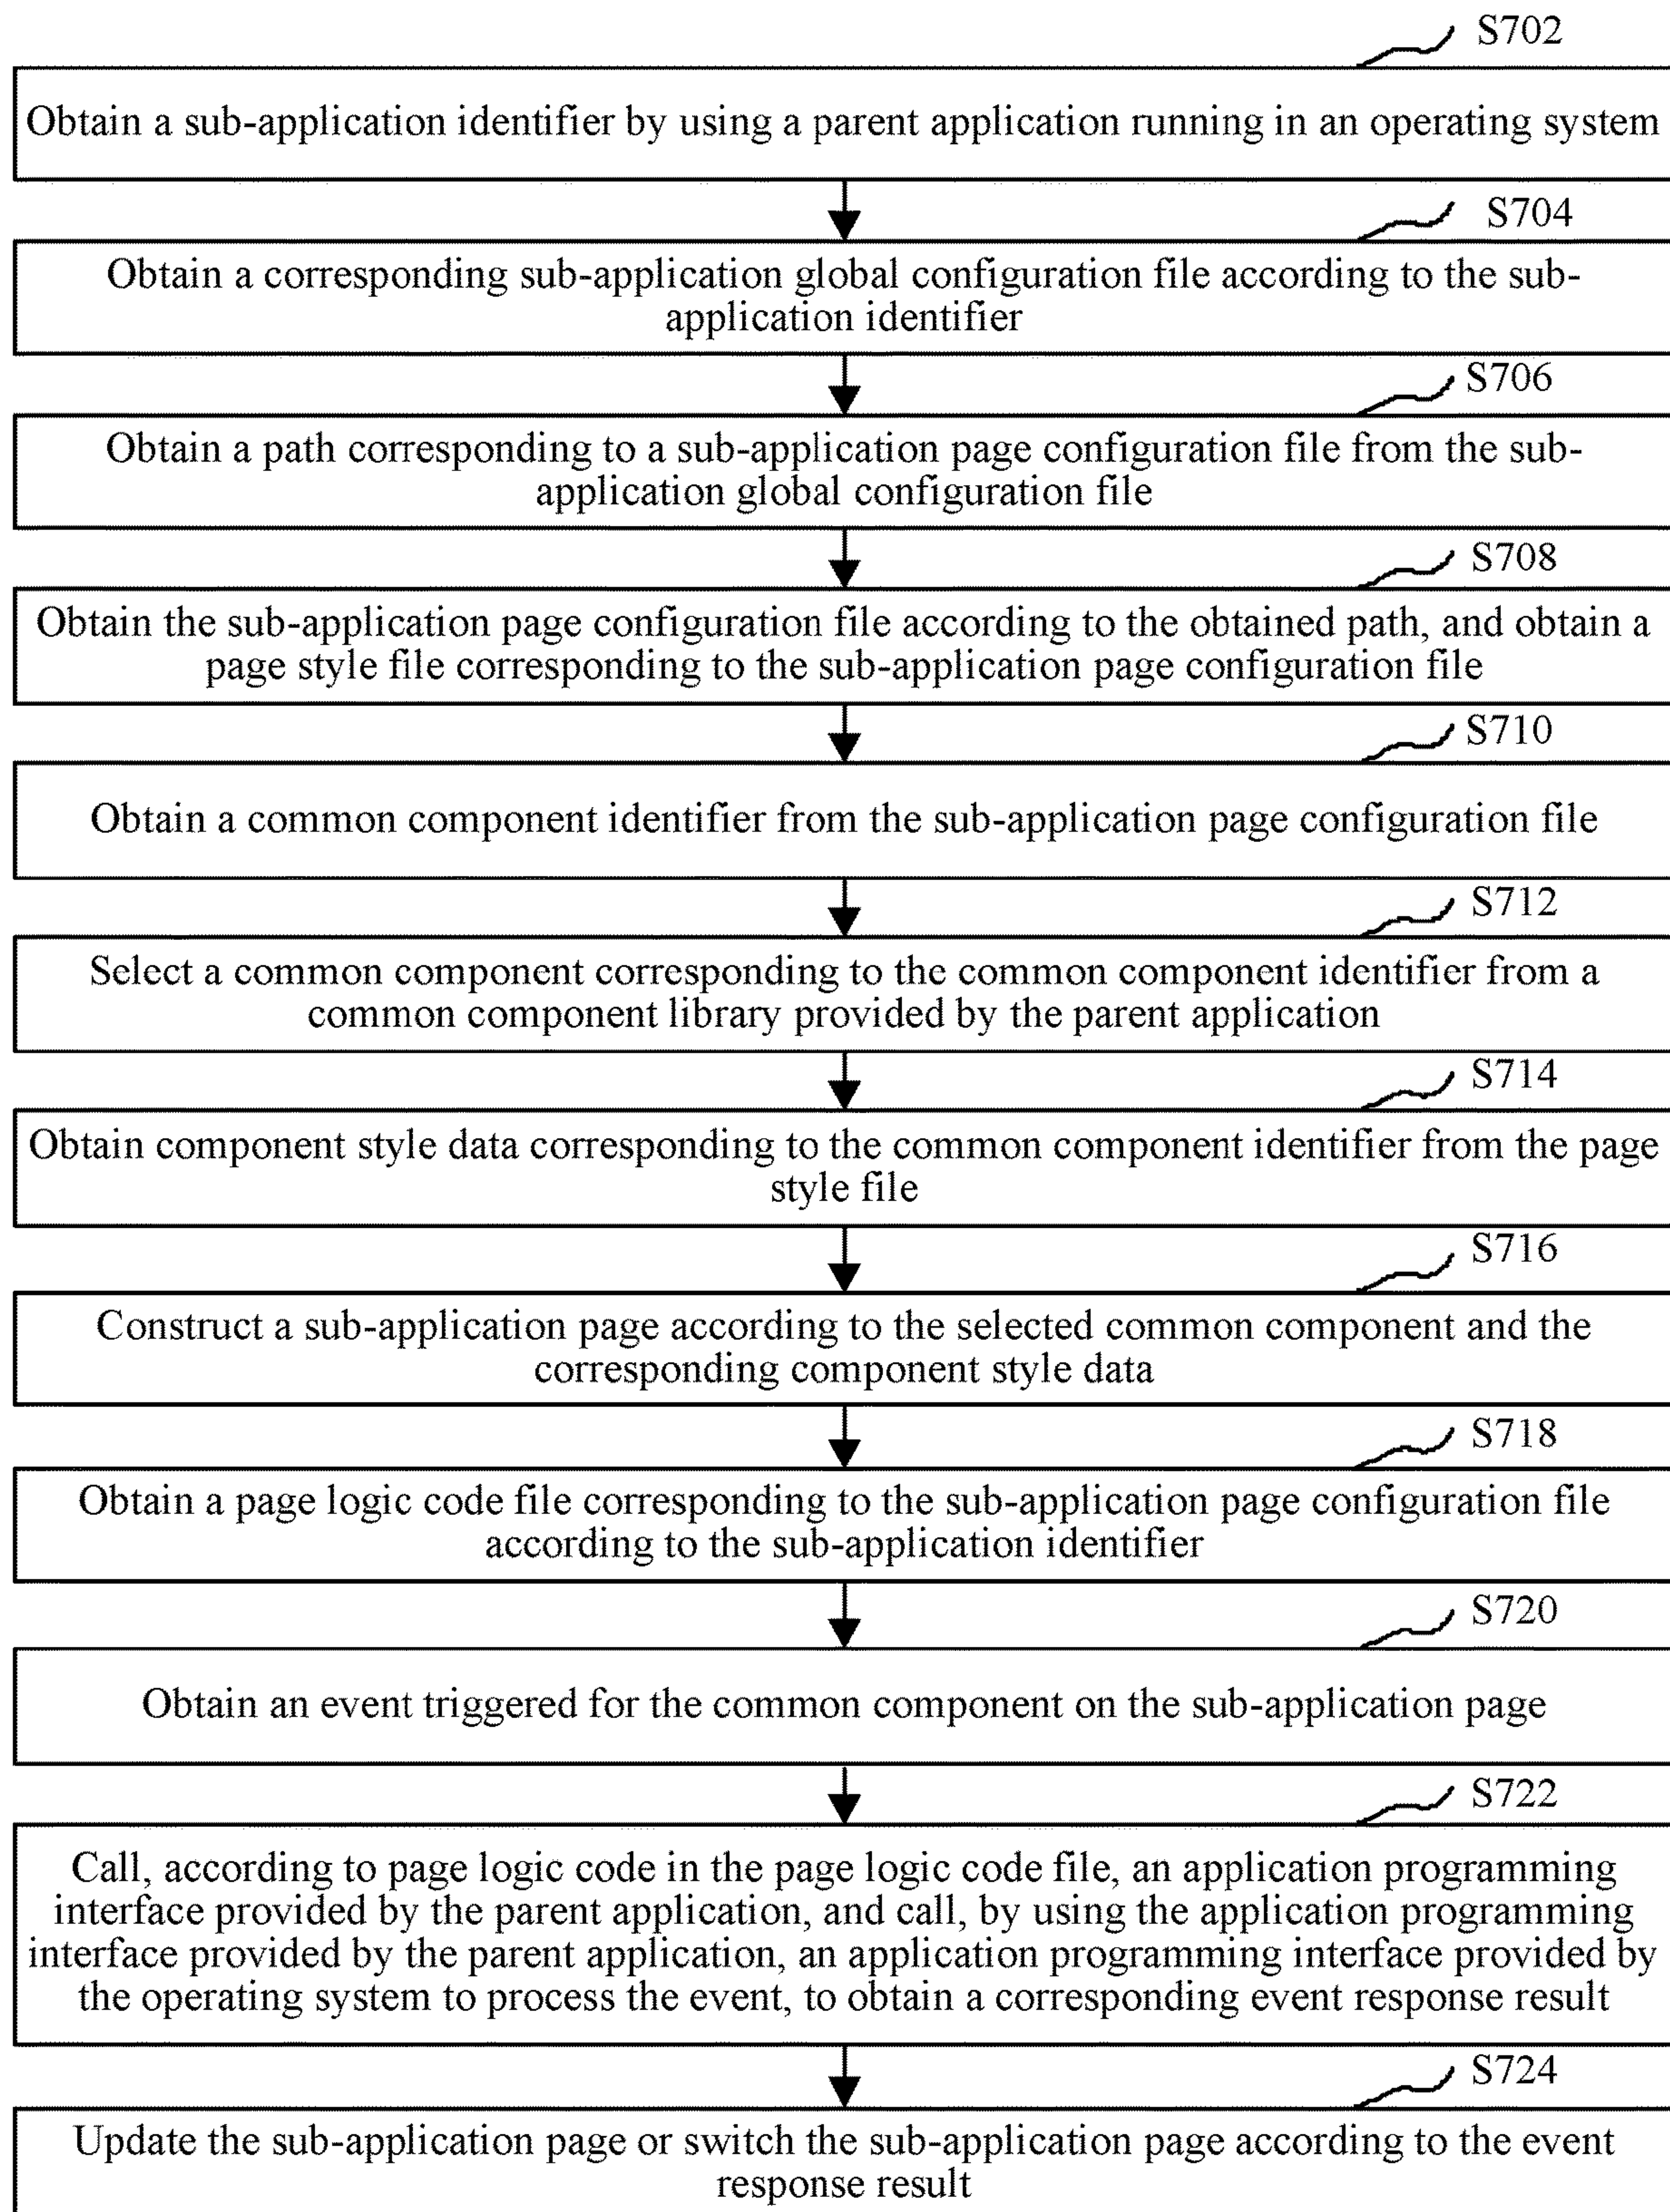 S702
Obtain a sub-application identifier by using a parent application running in an operating system
S704
Obtain a corresponding sub-application global configuration file according to the sub-
application identifier
S706
Obtain a path corresponding to a sub-application page configuration file from the sub-
application global configuration file
S708
Obtain the sub-application page configuration file according to the obtained path, and obtain a
page style file corresponding to the sub-application page configuration file
S710
Obtain a common component identifier from the sub-application page configuration file
S712
Select a common component corresponding to the common component identifier from a
common component library provided by the parent application
S714
Obtain component style data corresponding to the common component identifier from the page
style file
S716
Construct a sub-application page according to the selected common component and the
corresponding component style data
S718
Obtain a page logic code file corresponding to the sub-application page configuration file
according to the sub-application identifier
S720
Obtain an event triggered for the common component on the sub-application page
S722
Call, according to page logic code in the page logic code file, an application programming
interface provided by the parent application, and call, by using the application programming
interface provided by the parent application, an application programming interface provided by
the operating system to process the event, to obtain a corresponding event response result
S724
Update the sub-application page or switch the sub-application page according to the event
response result